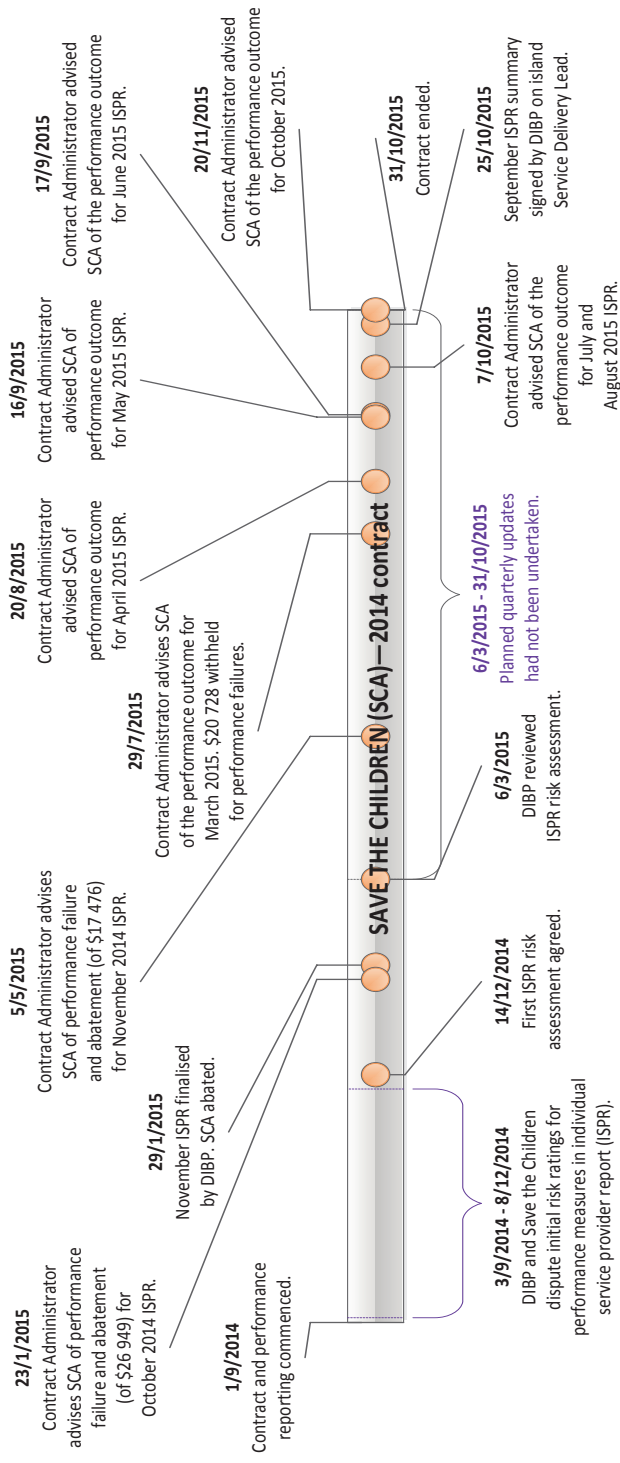 23/1/2015
Contract Administrator
advises SCA of performance
failure and abatement
(of $26 949) for
October 2014 ISPR.
5/5/2015
Contract Administrator advises
SCA of performance failure
and abatement (of $17 476)
for November 2014 ISPR.
20/8/2015
Contract Administrator
advised SCA of
performance outcome
for April 2015 ISPR.
16/9/2015
Contract Administrator
advised SCA of
performance outcome
for May 2015 ISPR.
17/9/2015
Contract Administrator advised
SCA of the performance outcome
for June 2015 ISPR.
1/9/2014
Contract and performance
reporting commenced.
29/1/2015
November ISPR finalised
by DIBP. SCA abated.
29/7/2015
Contract Administrator advises SCA
of the performance outcome for
March 2015. $20 728 withheld
for performance failures.
20/11/2015
Contract Administrator advised
SCA of the performance outcome
for October 2015.
SAVE THE CHILDREN (SCA)—2014 contract
31/10/2015
Contract ended.
3/9/2014 - 8/12/2014
DIBP and Save the Children
dispute initial risk ratings for
performance measures in individual
service provider report (ISPR).
14/12/2014
First ISPR risk
assessment agreed.
6/3/2015
DIBP reviewed
ISPR risk assessment.
6/3/2015 - 31/10/2015
Planned quarterly updates
had not been undertaken.
7/10/2015
Contract Administrator
advised SCA of the
performance outcome
for July and
August 2015 ISPR.
25/10/2015
September ISPR summary
signed by DIBP on island
Service Delivery Lead.